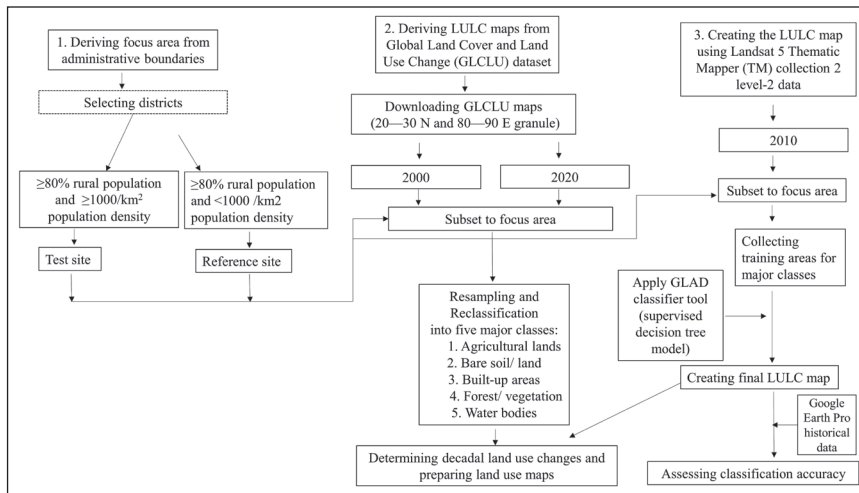 1. Deriving focus area from
administrative boundaries
Selecting districts
≥80% rural population
and ≥1000/km²
population density
≥80% rural population
and <1000 /km2
population density
Test site
Reference site
2. Deriving LULC maps from
Global Land Cover and Land
Use Change (GLCLU) dataset
Downloading GLCLU maps
(20—30 N and 80—90 E granule)
2000
2020
Subset to focus area
Resampling and
Reclassification
into five major classes:
1. Agricultural lands
2. Bare soil/ land
3. Built-up areas
4. Forest/ vegetation
5. Water bodies
Determining decadal land use changes and
preparing land use maps
3. Creating the LULC map
using Landsat 5 Thematic
Mapper (TM) collection 2
level-2 data
2010
Subset to focus area
Collecting
training areas for
major classes
Apply GLAD
classifier tool
(supervised
decision tree
model)
Creating final LULC map
Google
Earth Pro
historical
data
Assessing classification accuracy